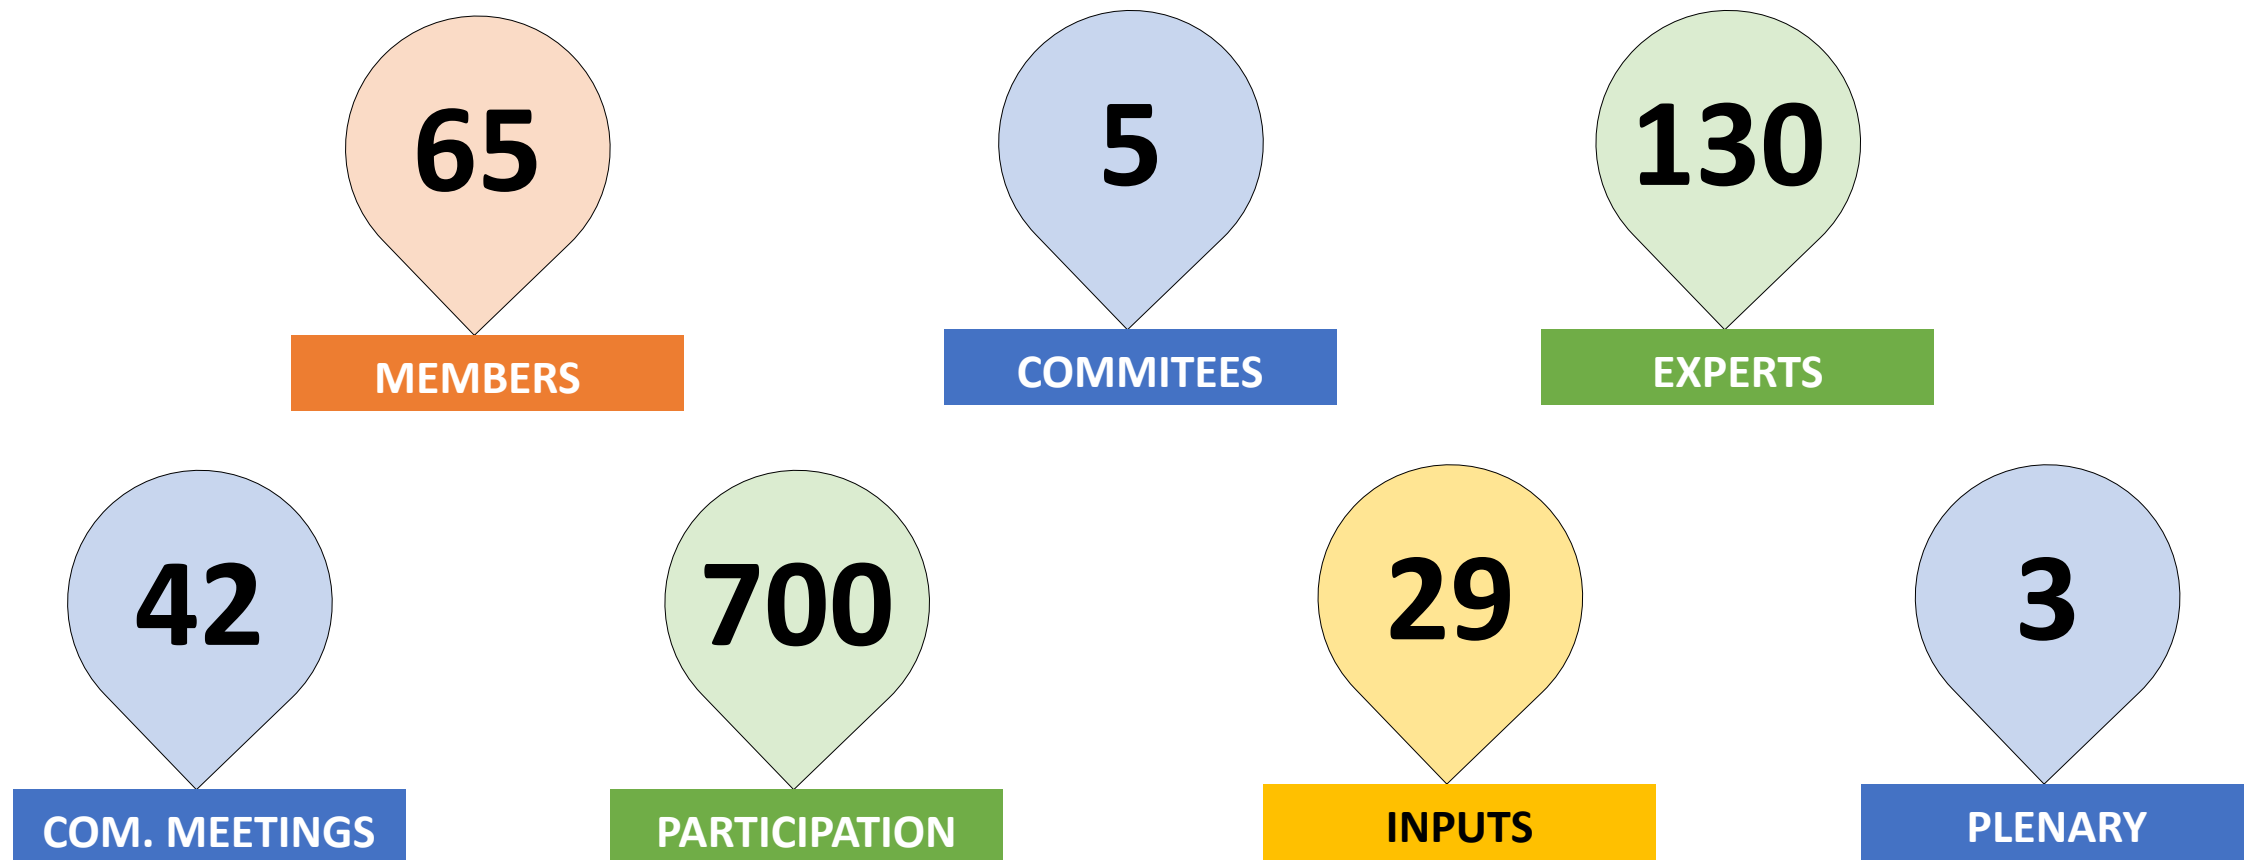 65
MEMBERS
5
COMMITEES
130
EXPERTS
42
COM. MEETINGS
700
PARTICIPATION
29
INPUTS
3
PLENARY